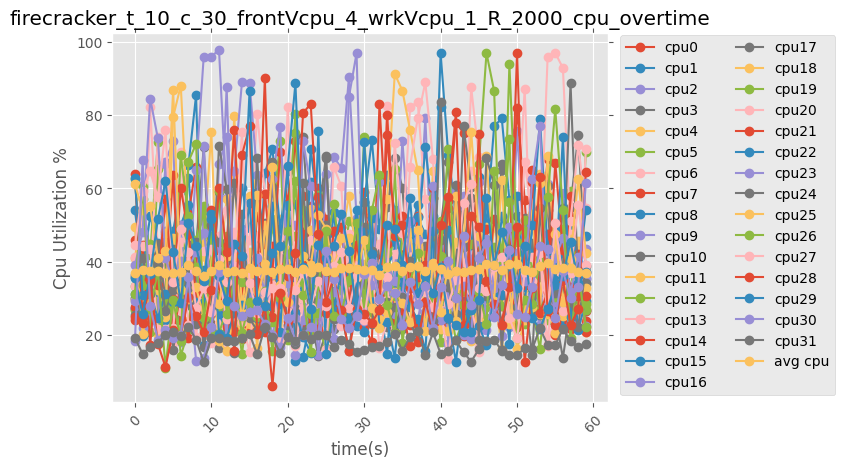 firecracker_t_10_c_30_frontVcpu_4_wrkVcpu_1_R_2000_cpu_overtime
100
80
60
40
20
Cpu Utilization %
0
10
20
30
40
50
60
time(s)
cpu0
cpu1
cpu2
cpu3
cpu4
cpu5
cpu6
cpu7
cpu8
cpu9
cpu10
cpu11
cpu12
cpu13
cpu14
cpu15
cpu16
cpu17
cpu18
cpu19
cpu20
cpu21
cpu22
cpu23
cpu24
cpu25
cpu26
cpu27
cpu28
cpu29
cpu30
cpu31
avg cpu